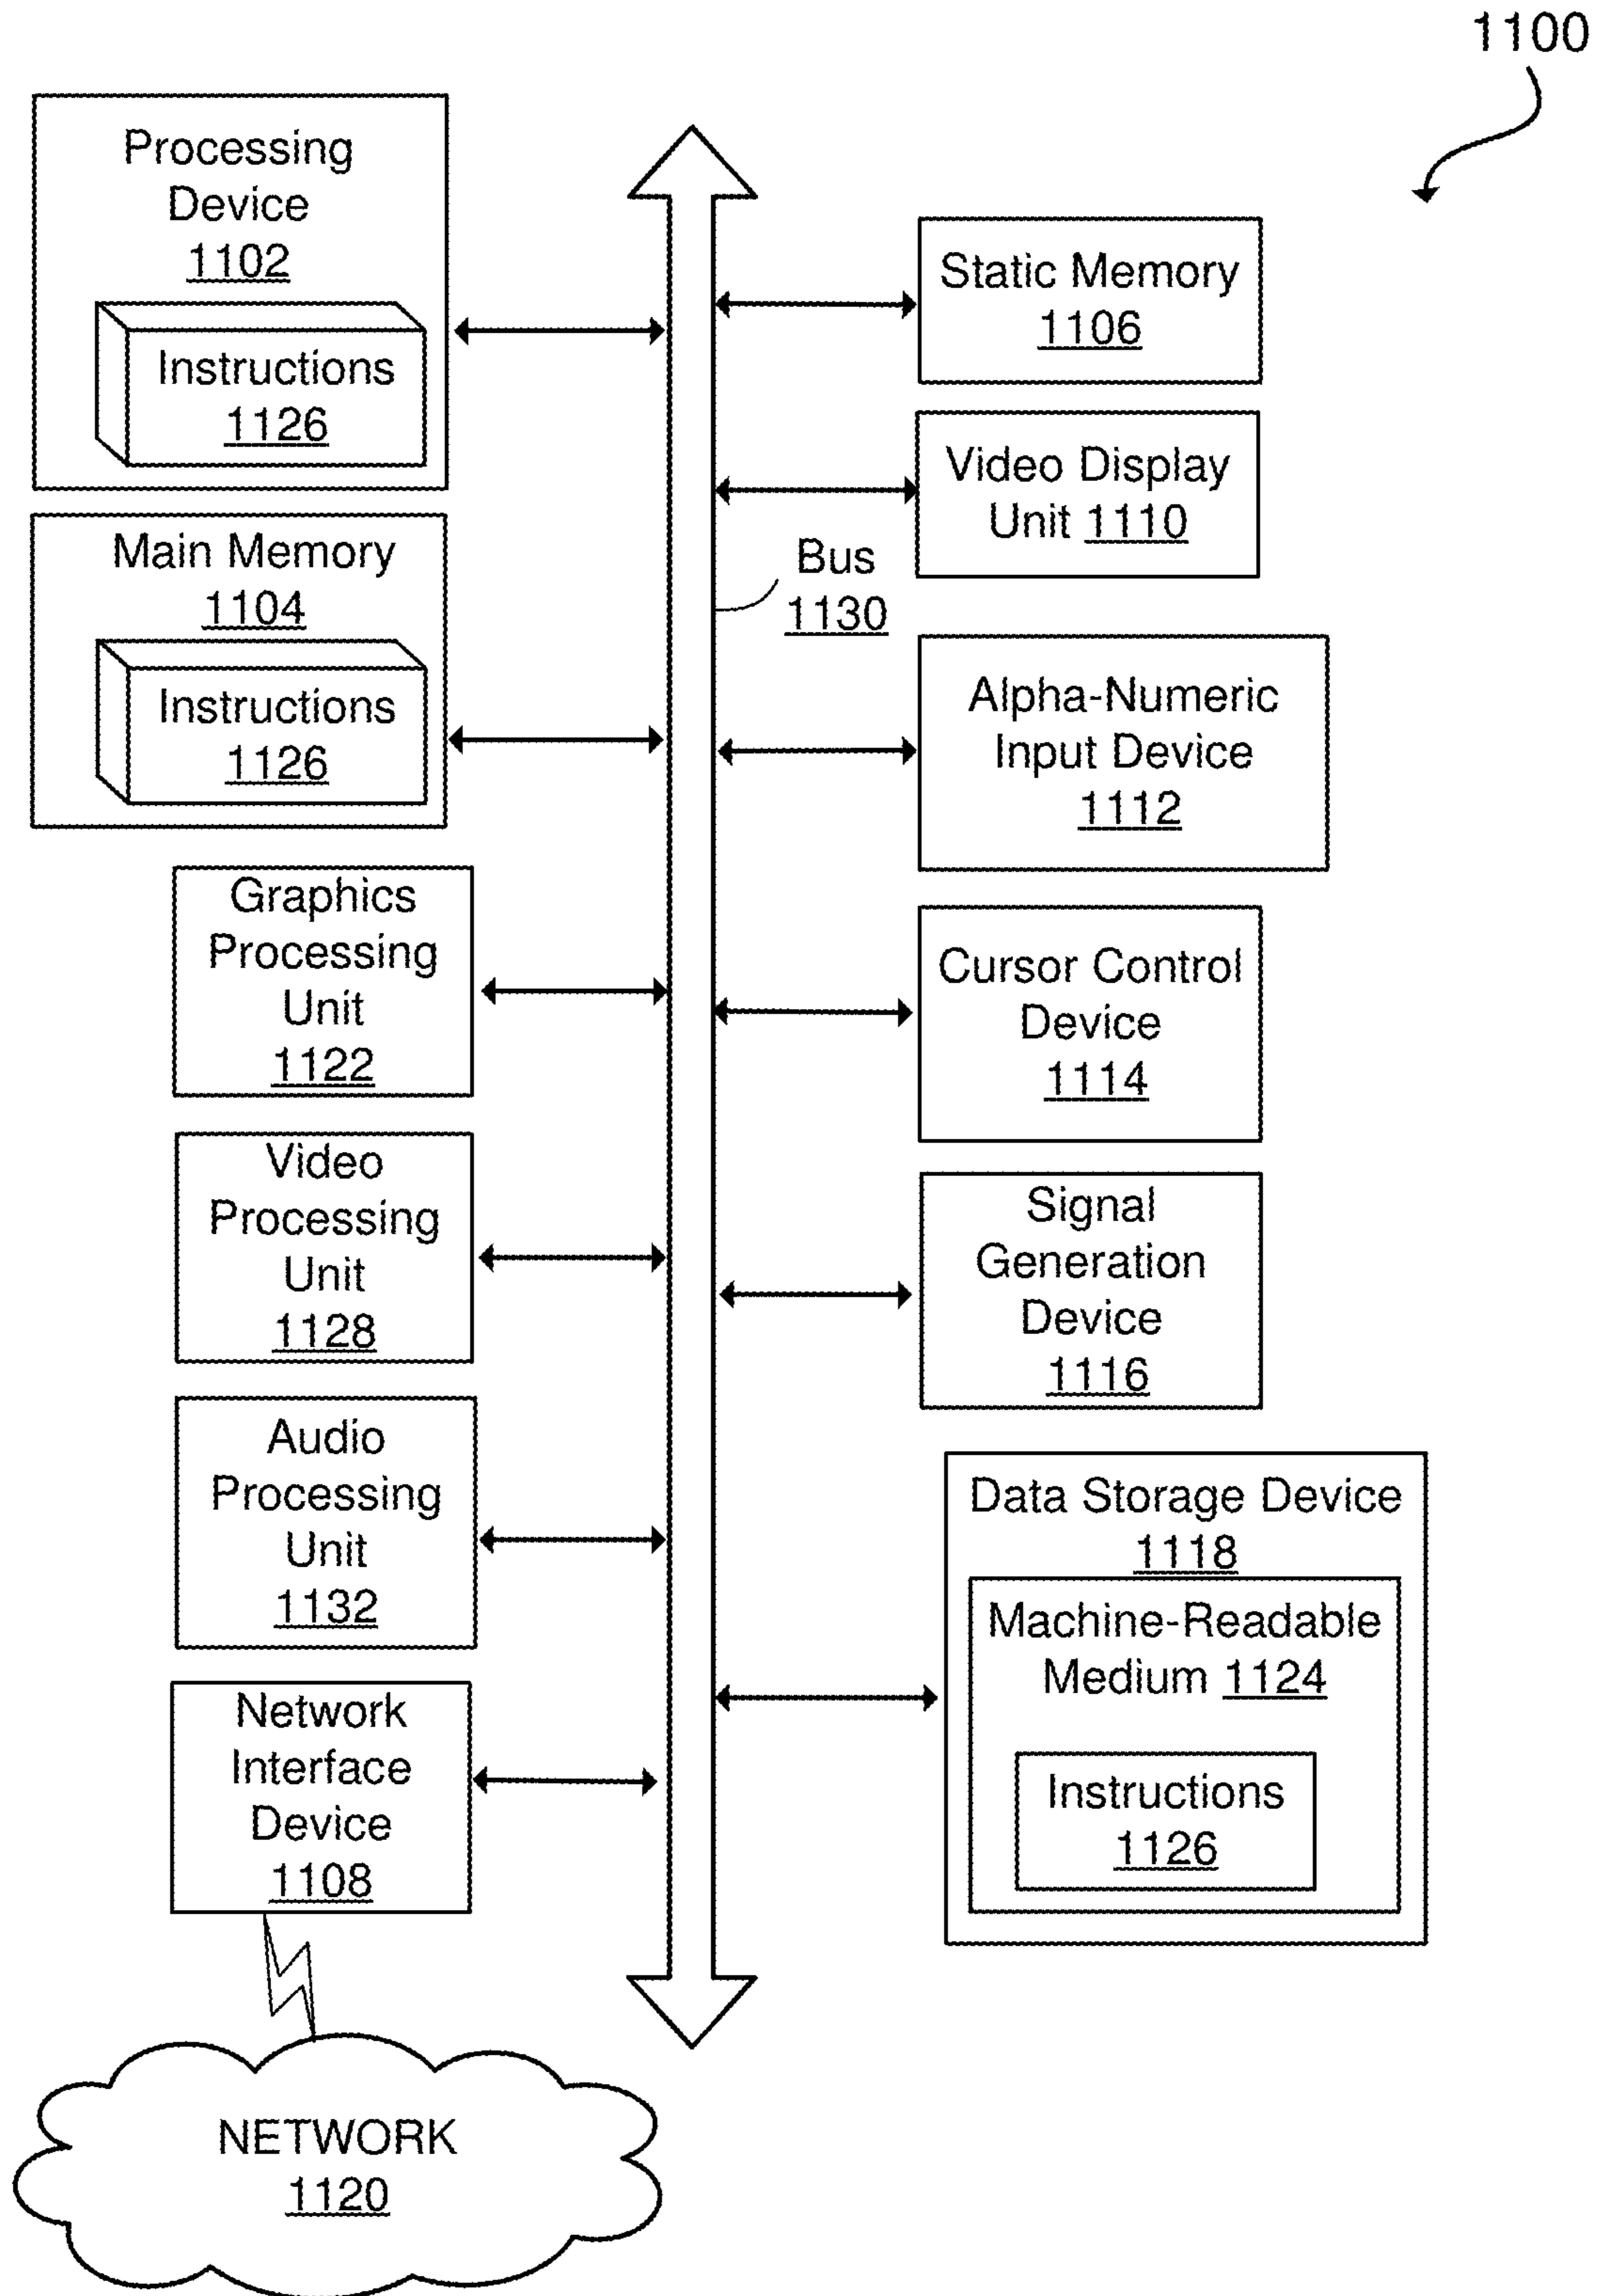 1100
Processing
Device
1102
Instructions
1126
Main Memory
1104
Instructions
1126
Graphics
Processing
Unit
1122
Video
Processing
Unit
1128
Audio
Processing
Unit
1132
Network
Interface
Device
1108
NETWORK
1120
Bus
1130
Static Memory
1106
Video Display
Unit 1110
Alpha-Numeric
Input Device
1112
Cursor Control
Device
1114
Signal
Generation
Device
1116
Data Storage Device
1118
Machine-Readable
Medium 1124
Instructions
1126